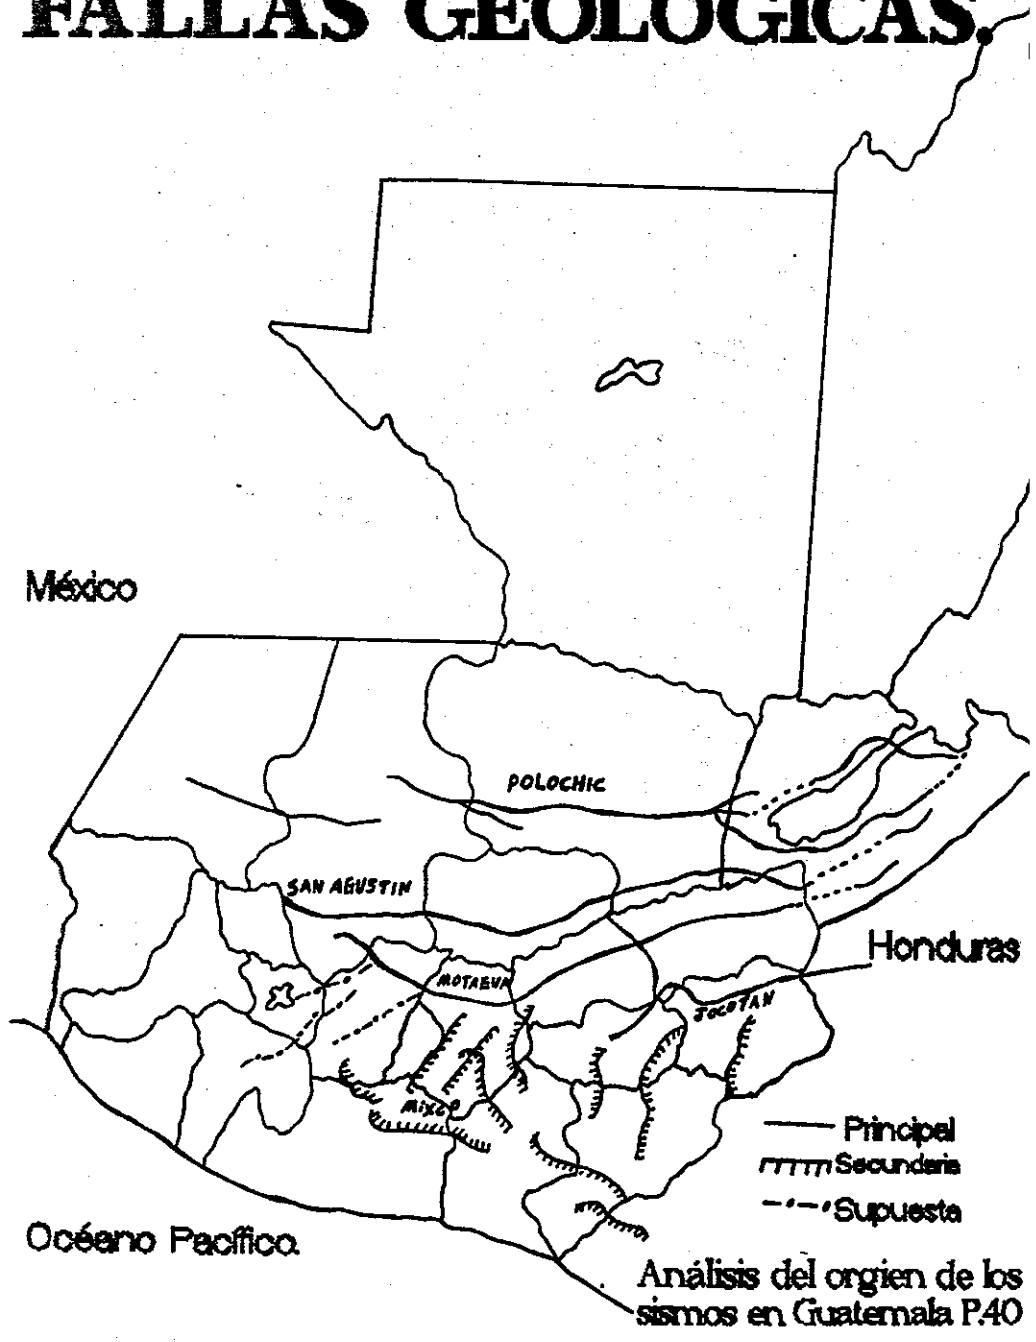 FALLAS GEOLOGICAS.
México
POLOCHIC
SAN AGUSTIN
Honduras
MOTAGUA
JOCOTAN
MIXCO
Principal
Secundaria
Supuesta
Océano Pacífico.
Análisis del orgien de los
sismos en Guatemala P.40